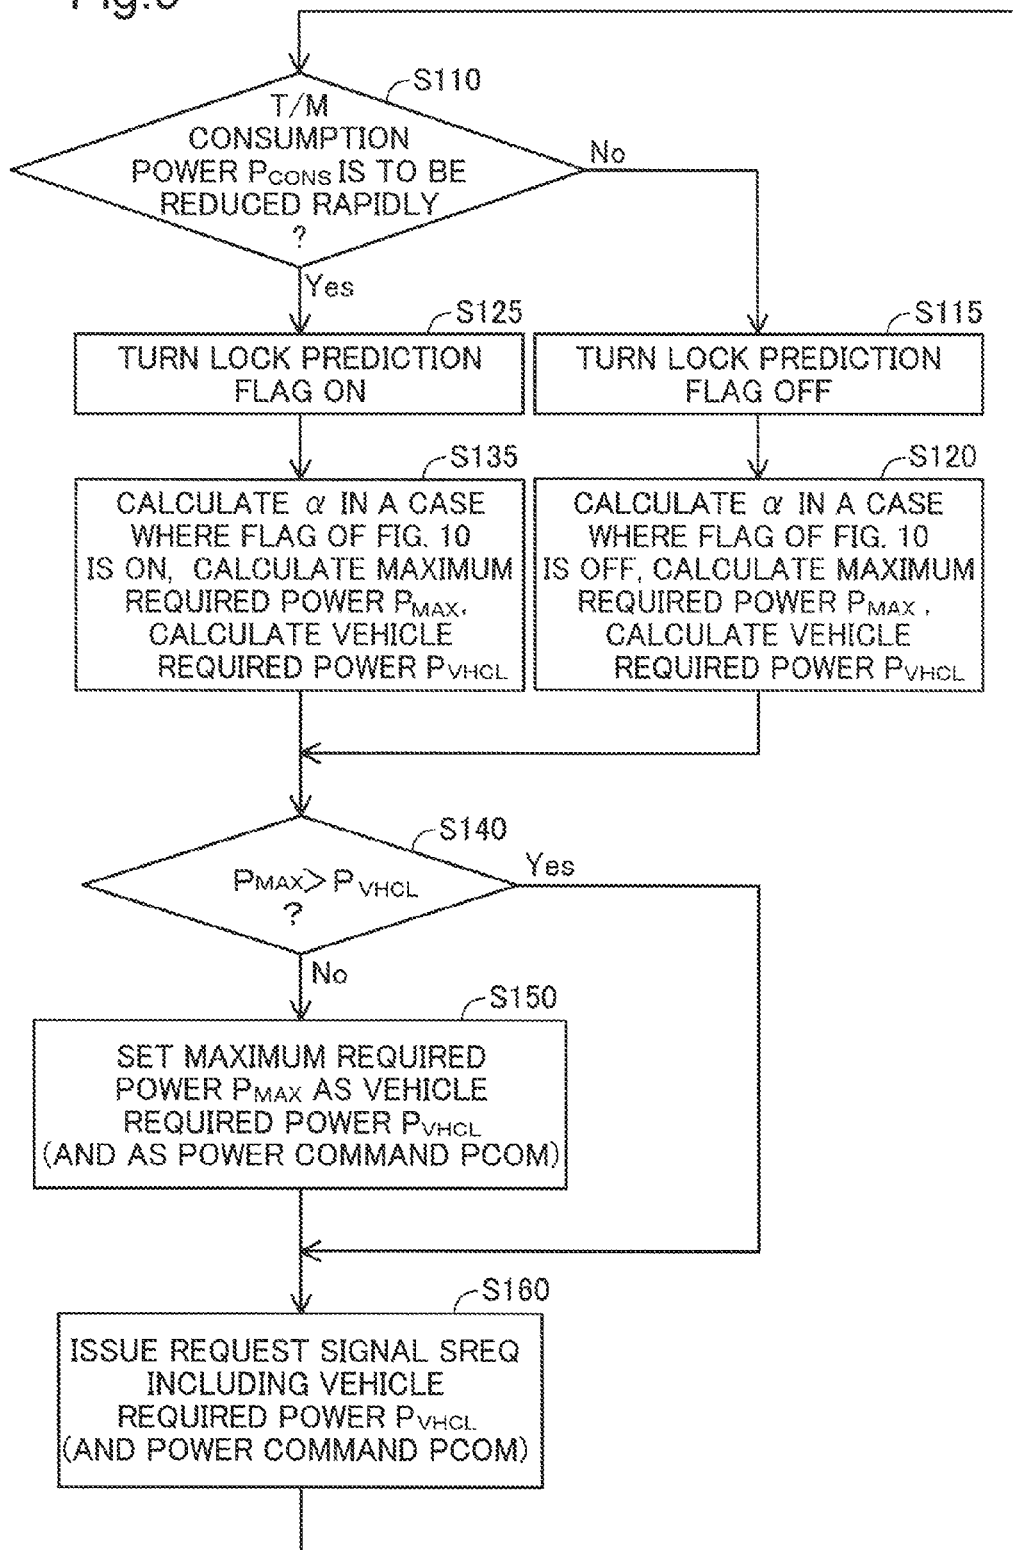 S110
T/M
CONSUMPTION
POWER PCONS IS TO BE
REDUCED RAPIDLY
?
No
Yes
S125
TURN LOCK PREDICTION
FLAG ON
S115
TURN LOCK PREDICTION
FLAG OFF
S135
CALCULATE α IN A CASE
WHERE FLAG OF FIG. 10
IS ON, CALCULATE MAXIMUM
REQUIRED POWER PMAX,
CALCULATE VEHICLE
REQUIRED POWER PVHCL
S120
CALCULATE α IN A CASE
WHERE FLAG OF FIG. 10
IS OFF, CALCULATE MAXIMUM
REQUIRED POWER PMAX,
CALCULATE VEHICLE
REQUIRED POWER PVHCL
S140
PMAX> PVHCL
?
Yes
No
S150
SET MAXIMUM REQUIRED
POWER PMAX AS VEHICLE
REQUIRED POWER PVHCL
(AND AS POWER COMMAND PCOM)
S160
ISSUE REQUEST SIGNAL SREQ
INCLUDING VEHICLE
REQUIRED POWER PVHCL
(AND POWER COMMAND PCOM)